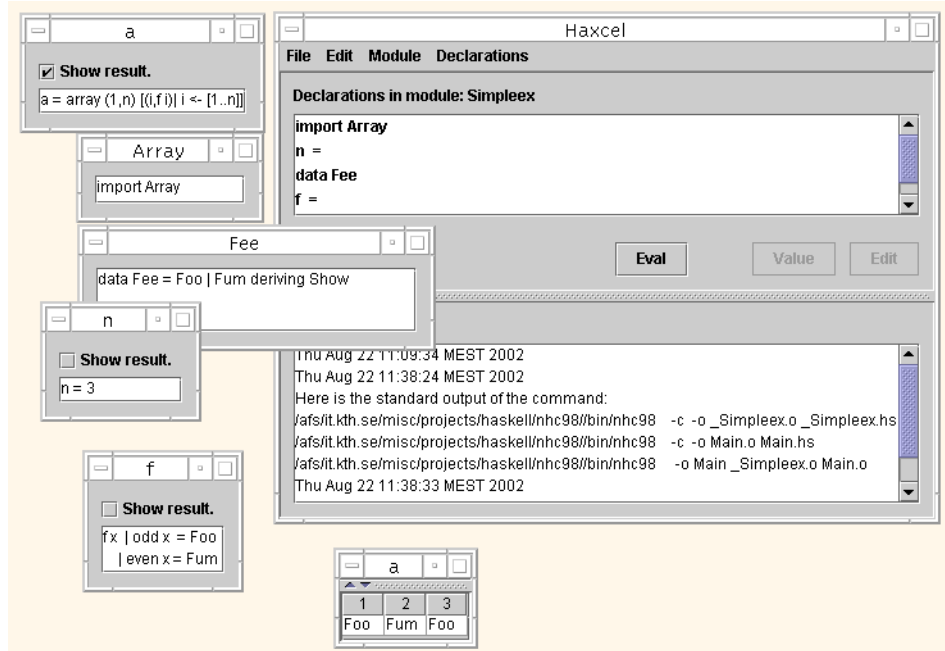 a
Show result.
a = array (1,n) [(i,f i)| i <- [1..n]]
Array
import Array
Fee
data Fee = Foo | Fum deriving Show
n
Show result.
n = 3
f
Show result.
f x | odd x = Foo
| even x = Fum
Haxcel
File Edit Module Declarations
Declarations in module: Simpleex
import Array
n =
data Fee
f =
Eval Value Edit
Thu Aug 22 11:09:34 MEST 2002
Thu Aug 22 11:38:24 MEST 2002
Here is the standard output of the command:
/afs/it.kth.se/misc/projects/haskell/nhc98//bin/nhc98 -c -o _Simpleex.o _Simpleex.hs
/afs/it.kth.se/misc/projects/haskell/nhc98//bin/nhc98 -c -o Main.o Main.hs
/afs/it.kth.se/misc/projects/haskell/nhc98//bin/nhc98 -o Main _Simpleex.o Main.o
Thu Aug 22 11:38:33 MEST 2002
a
1 2 3
Foo Fum Foo